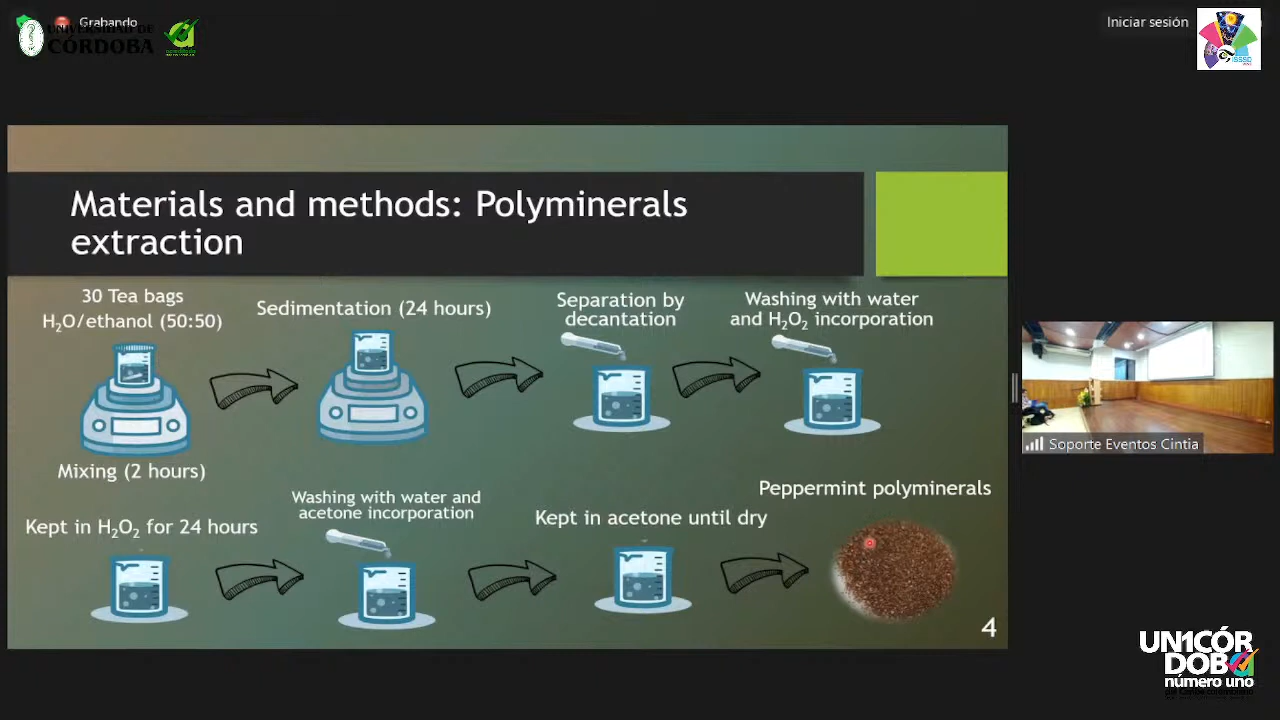 Grabando
UNIVERSIDAD DE
CÓRDOBA
Iniciar sesión
Materials and methods: Polyminerals
extraction
30 Tea bags
H₂O/ethanol (50:50)
Mixing (2 hours)
Sedimentation (24 hours)
Separation by
decantation
Washing with water
and H₂O₂ incorporation
Kept in H₂O₂ for 24 hours
Washing with water and
acetone incorporation
Kept in acetone until dry
Peppermint polyminerals
4
Soporte Eventos Cintia
UN1CÓR
DOBA
número uno